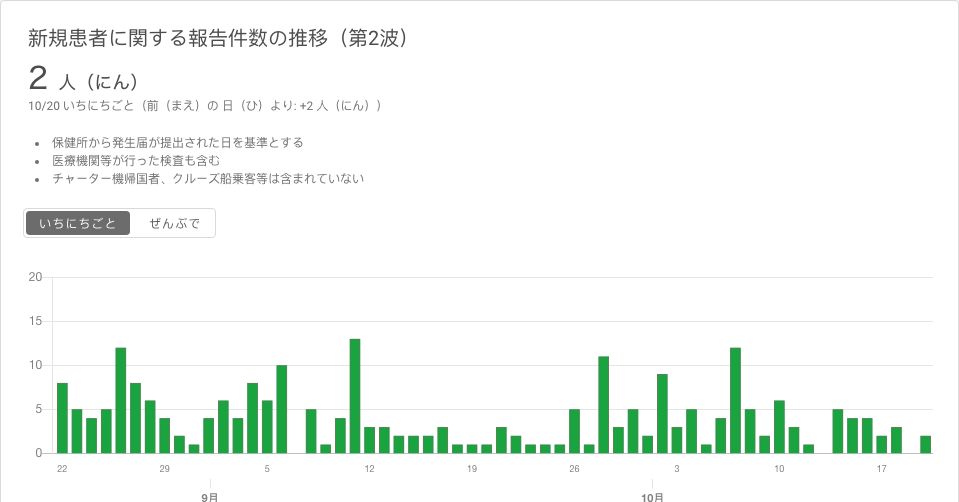 新規患者に関する報告件数の推移（第2波）
2 人（にん）
10/20 いちにちごと（前（まえ）の 日（ひ）より: +2 人（にん））
保健所から発生届が提出された日を基準とする
医療機関等が行った検査も含む
チャーター機帰国者、クルーズ船乗客等は含まれていない
いちにちごと ぜんぶで
20
15
10
5
0
22 29 5 12 19 26 3 10 17
9月 10月